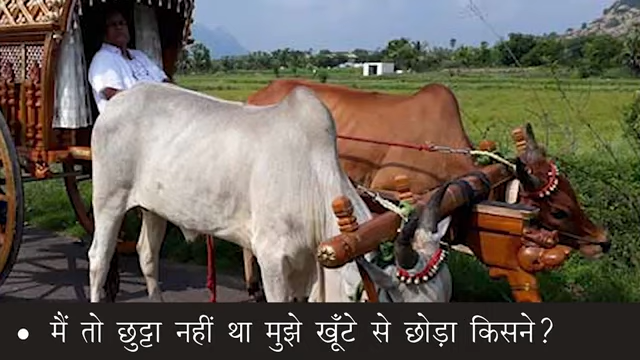 • मैं तो छुट्टा नहीं था मुझे खूँटे से छोड़ा किसने?